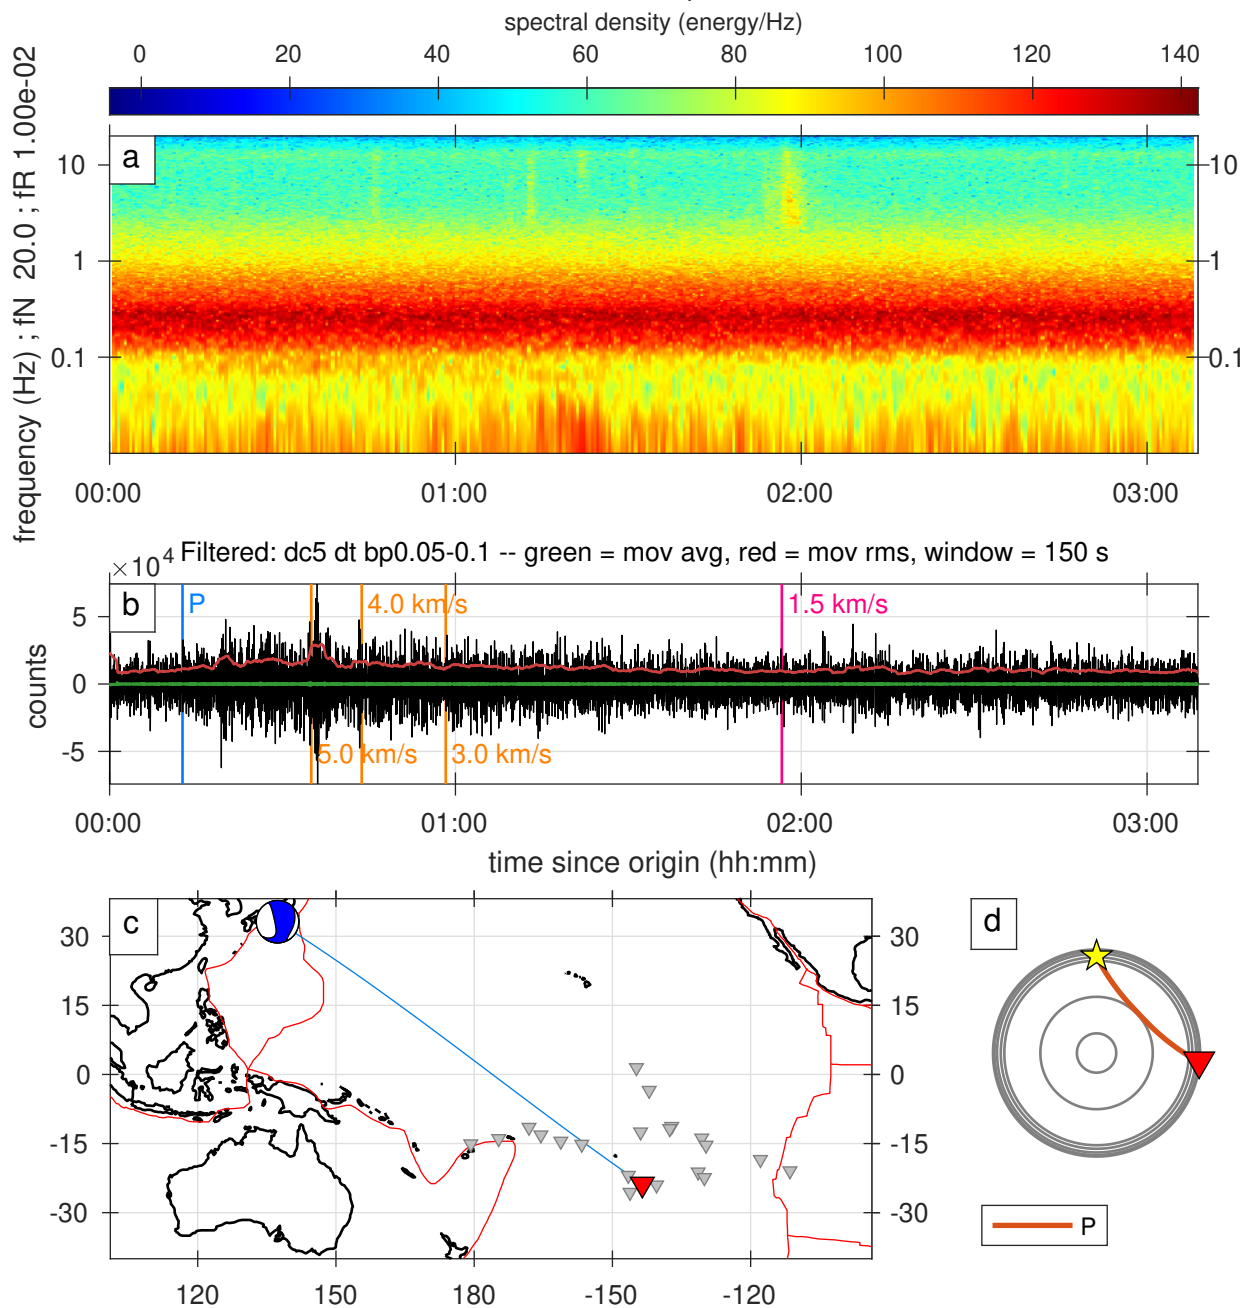 spectral density (energy/Hz)
0 20 40 60 80 100 120 140
frequency (Hz) ; fN 20.0 ; fR 1.00e-02
a
10 10
1 1
0.1 0.1
00:00 01:00 02:00 03:00
×10^4 Filtered: dc5 dt bp0.05-0.1 -- green = mov avg, red = mov rms, window = 150 s
b
P 4.0 km/s 1.5 km/s
5
0
-5
counts
5.0 km/s 3.0 km/s
00:00 01:00 02:00 03:00
time since origin (hh:mm)
c
d
30 30
15 15
0 0
-15 -15
-30 -30
120 150 180 -150 -120
P